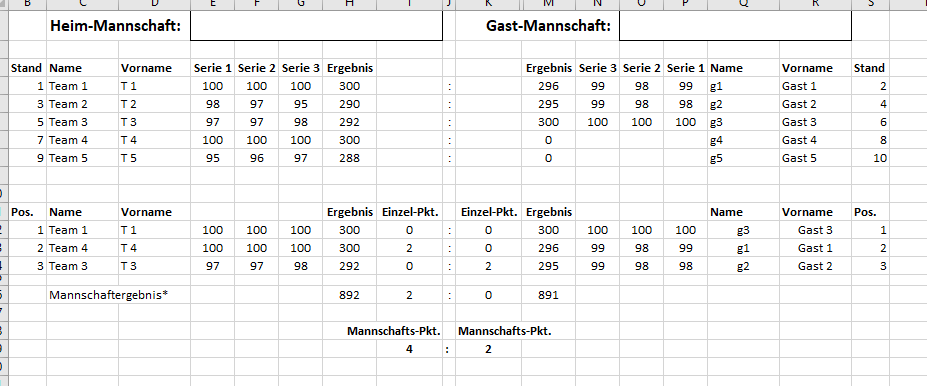 B C D E F G H I J K M N O P Q R S
Heim-Mannschaft: Gast-Mannschaft:
Stand Name Vorname Serie 1 Serie 2 Serie 3 Ergebnis Ergebnis Serie 3 Serie 2 Serie 1 Name Vorname Stand
1 Team 1 T 1 100 100 100 300 : 296 99 98 99 g1 Gast 1 2
3 Team 2 T 2 98 97 95 290 : 295 99 98 98 g2 Gast 2 4
5 Team 3 T 3 97 97 98 292 : 300 100 100 100 g3 Gast 3 6
7 Team 4 T 4 100 100 100 300 : 0 g4 Gast 4 8
9 Team 5 T 5 95 96 97 288 : 0 g5 Gast 5 10
Pos. Name Vorname Ergebnis Einzel-Pkt. Einzel-Pkt. Ergebnis Name Vorname Pos.
1 Team 1 T 1 100 100 100 300 0 : 0 300 100 100 100 g3 Gast 3 1
2 Team 4 T 4 100 100 100 300 2 : 0 296 99 98 99 g1 Gast 1 2
3 Team 3 T 3 97 97 98 292 0 : 2 295 99 98 98 g2 Gast 2 3
Mannschaftergebnis* 892 2 : 0 891
Mannschafts-Pkt. Mannschafts-Pkt.
4 : 2